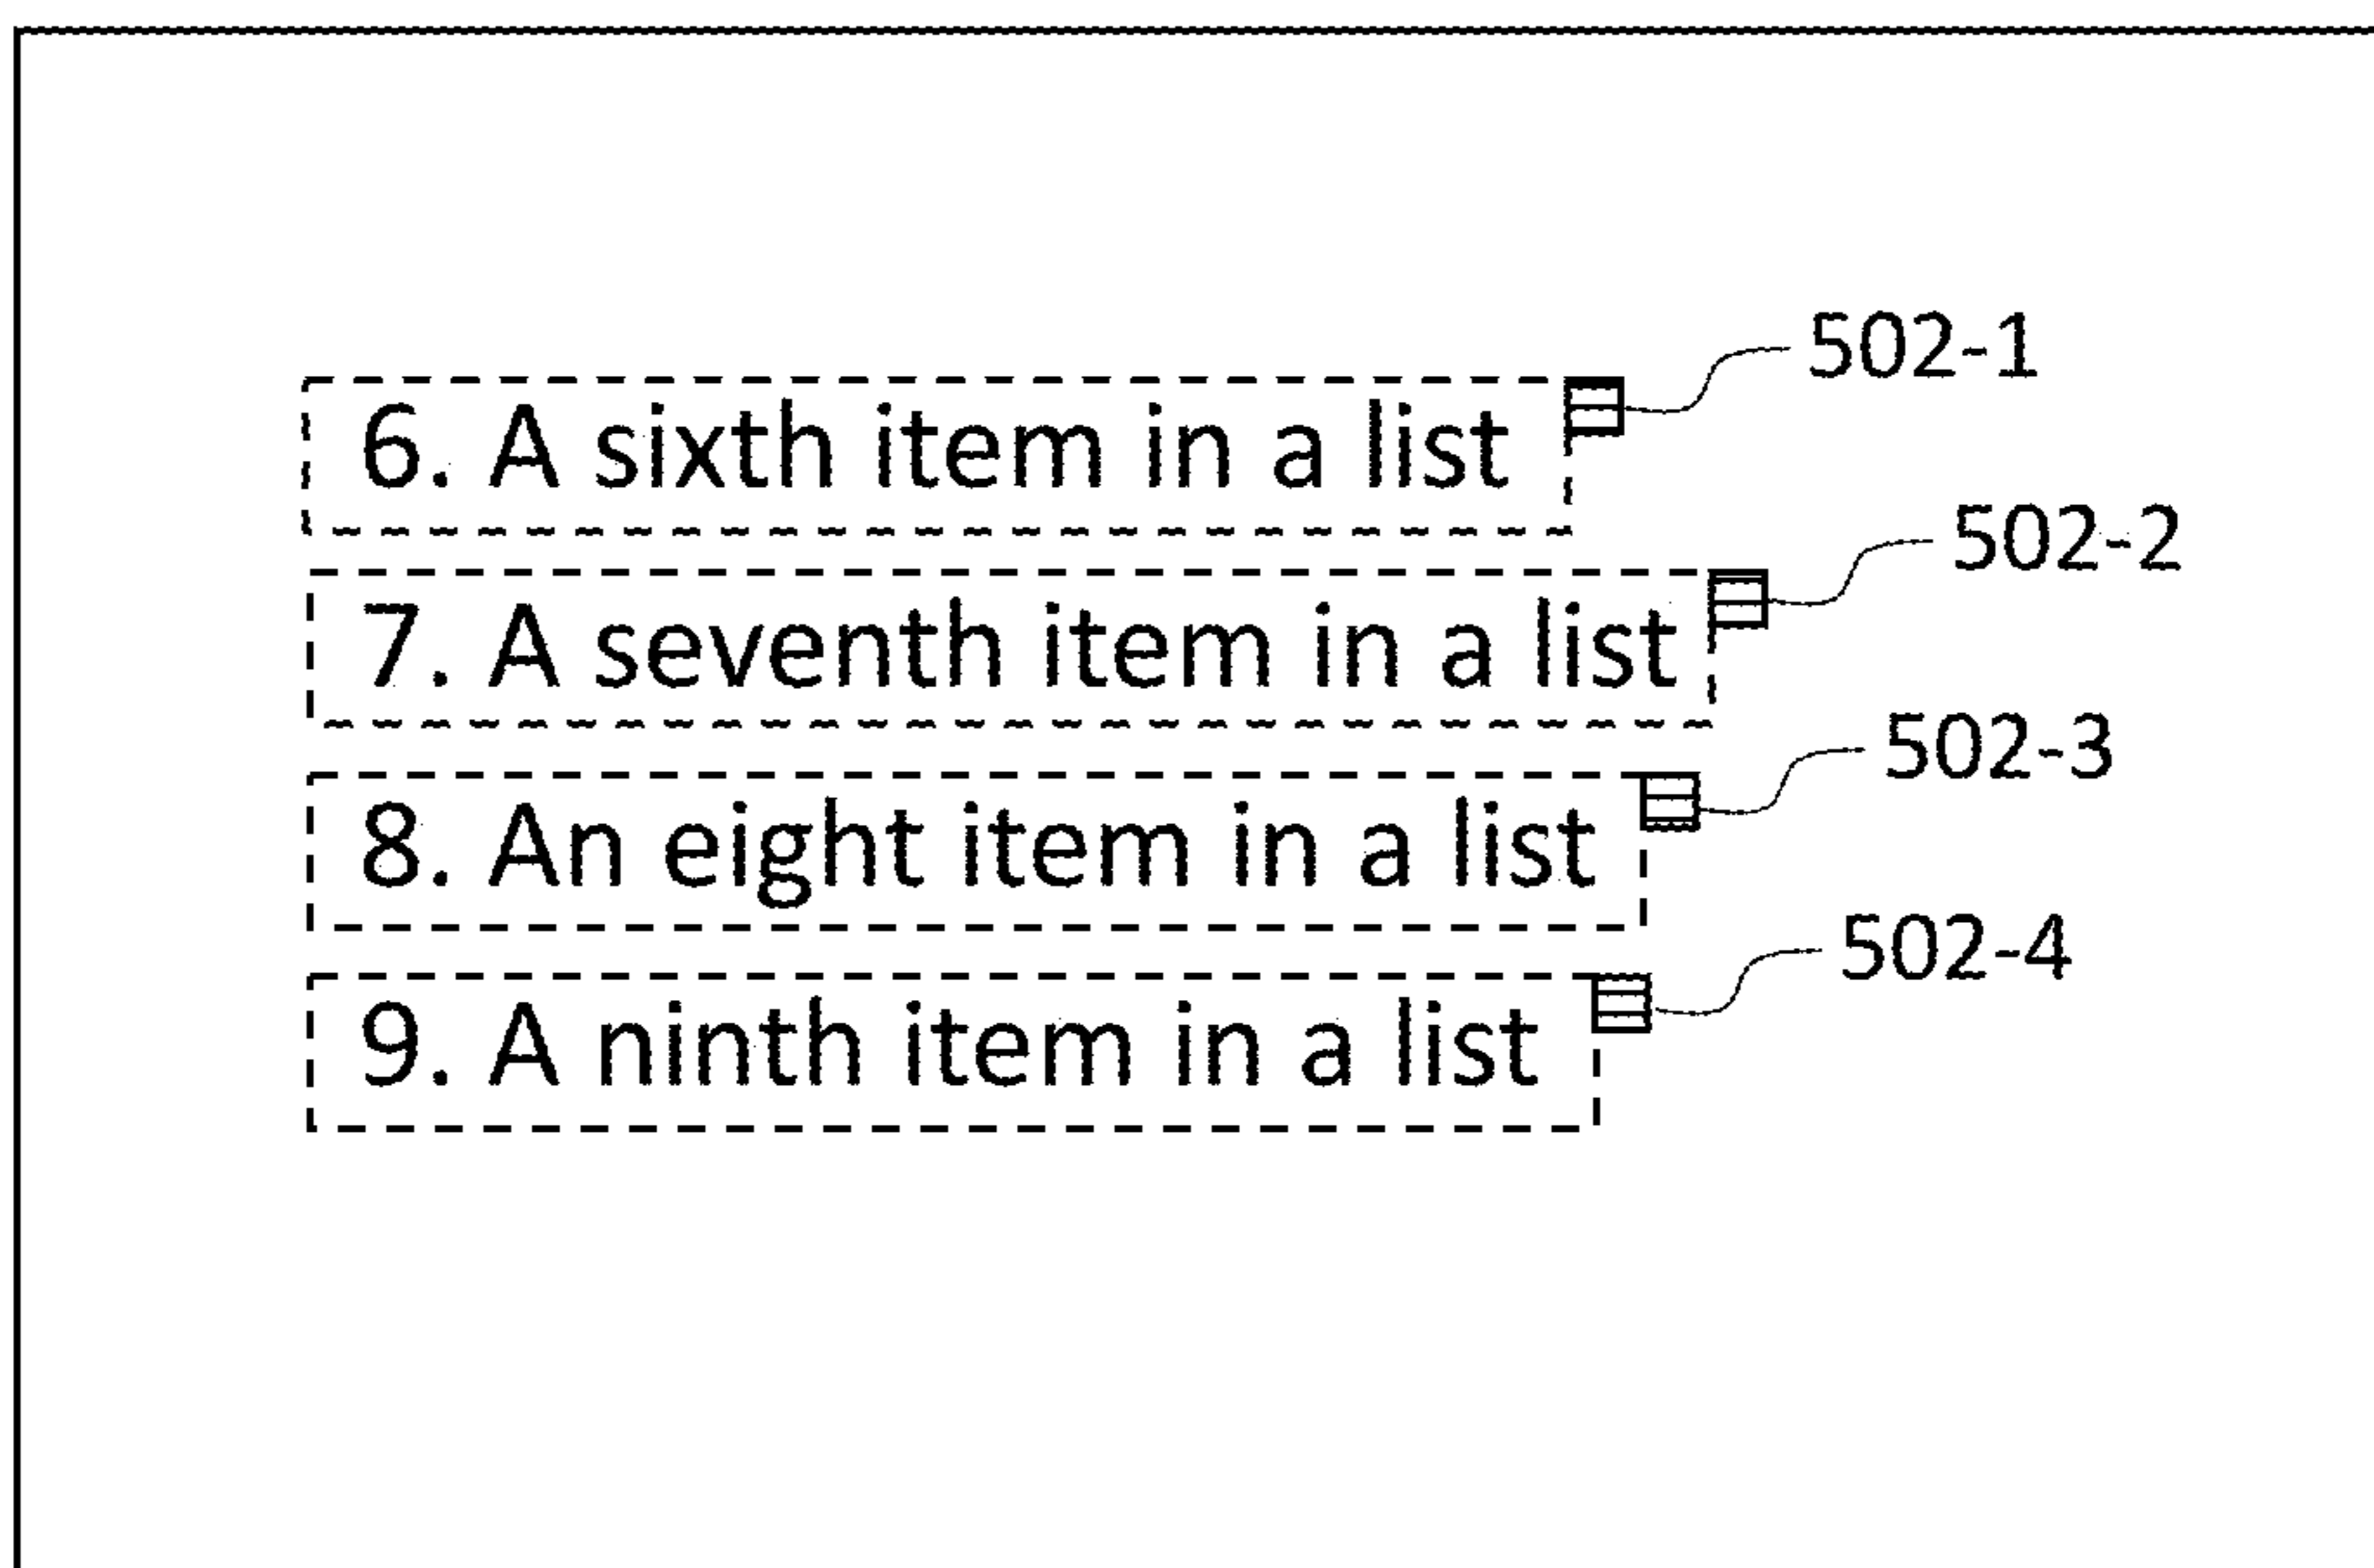 502-1
6. A sixth item in a list
502-2
7. A seventh item in a list
502-3
8. An eight item in a list
502-4
9. A ninth item in a list